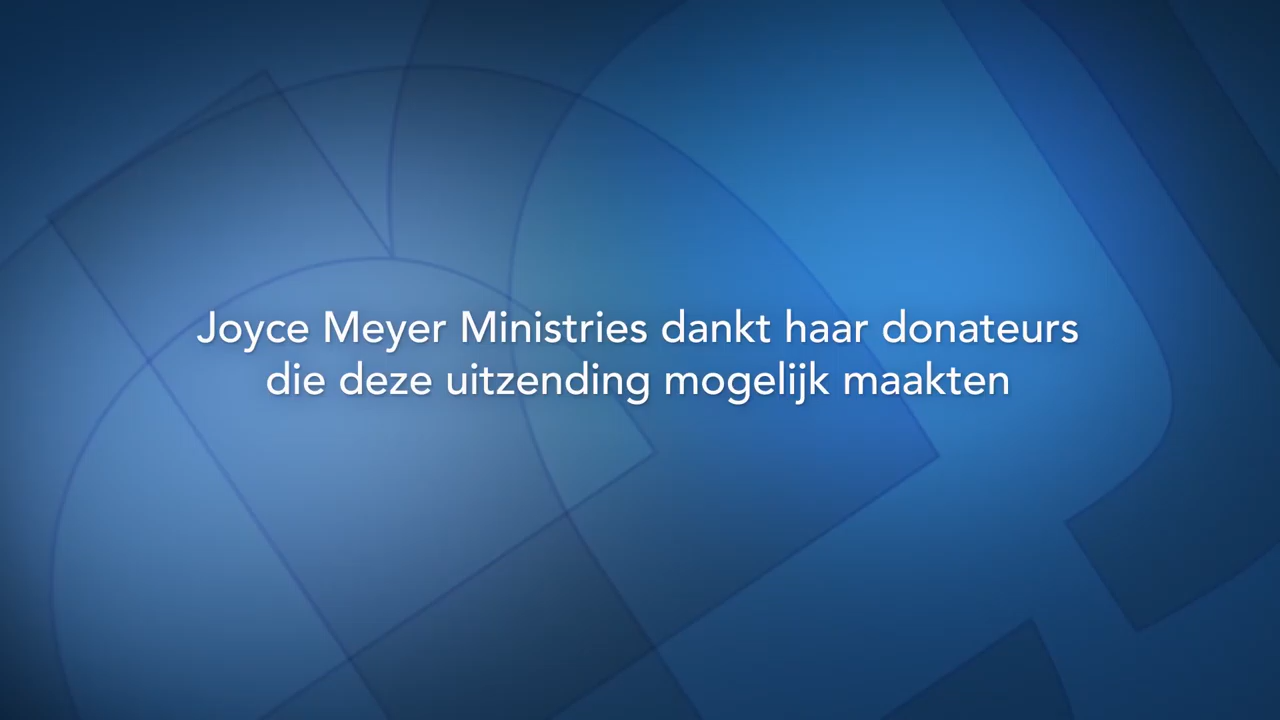 Joyce Meyer Ministries dankt haar donateurs
die deze uitzending mogelijk maakten